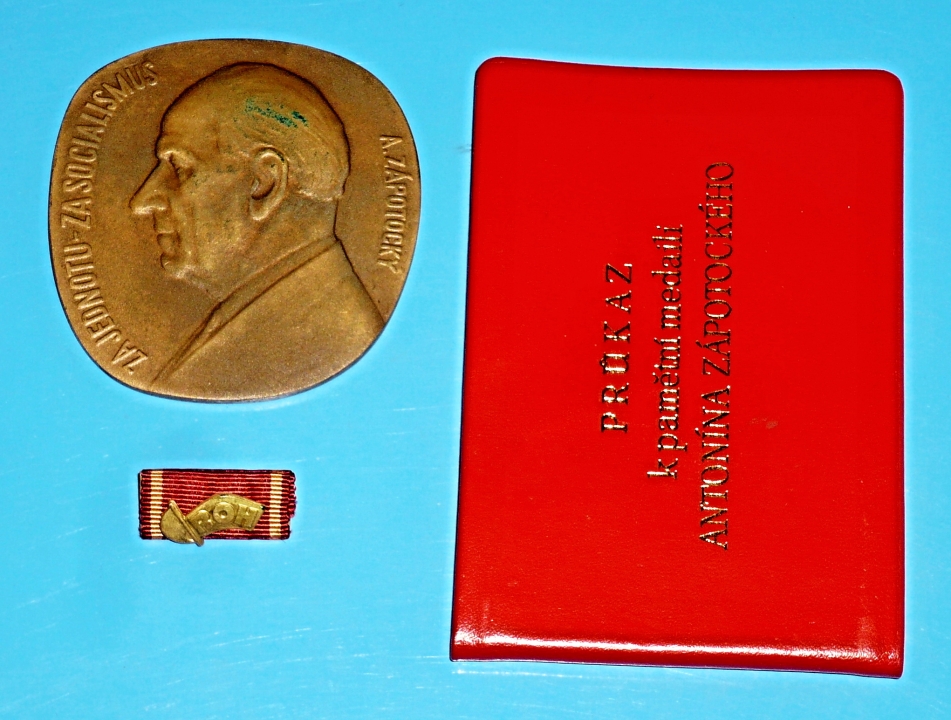 ZA JEDNOTU-ZA SOCIALISMUS
A. ZÁPOTOCKÝ
ROH
PRŮKAZ
k pamětní medaili
ANTONÍNA ZÁPOTOCKÉHO